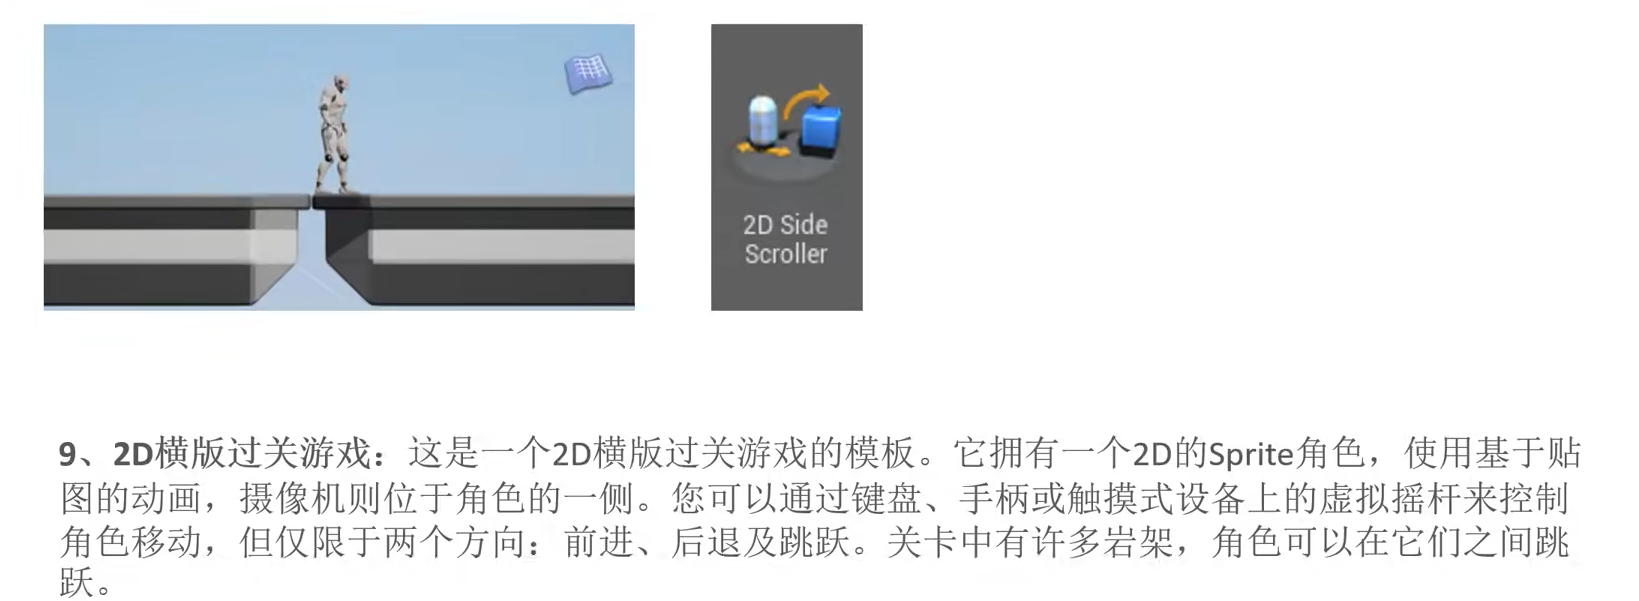 2D Side
Scroller
9、2D横版过关游戏：这是一个2D横版过关游戏的模板。它拥有一个2D的Sprite角色，使用基于贴
图的动画，摄像机则位于角色的一侧。您可以通过键盘、手柄或触摸式设备上的虚拟摇杆来控制
角色移动，但仅限于两个方向：前进、后退及跳跃。关卡中有许多岩架，角色可以在它们之间跳
跃。